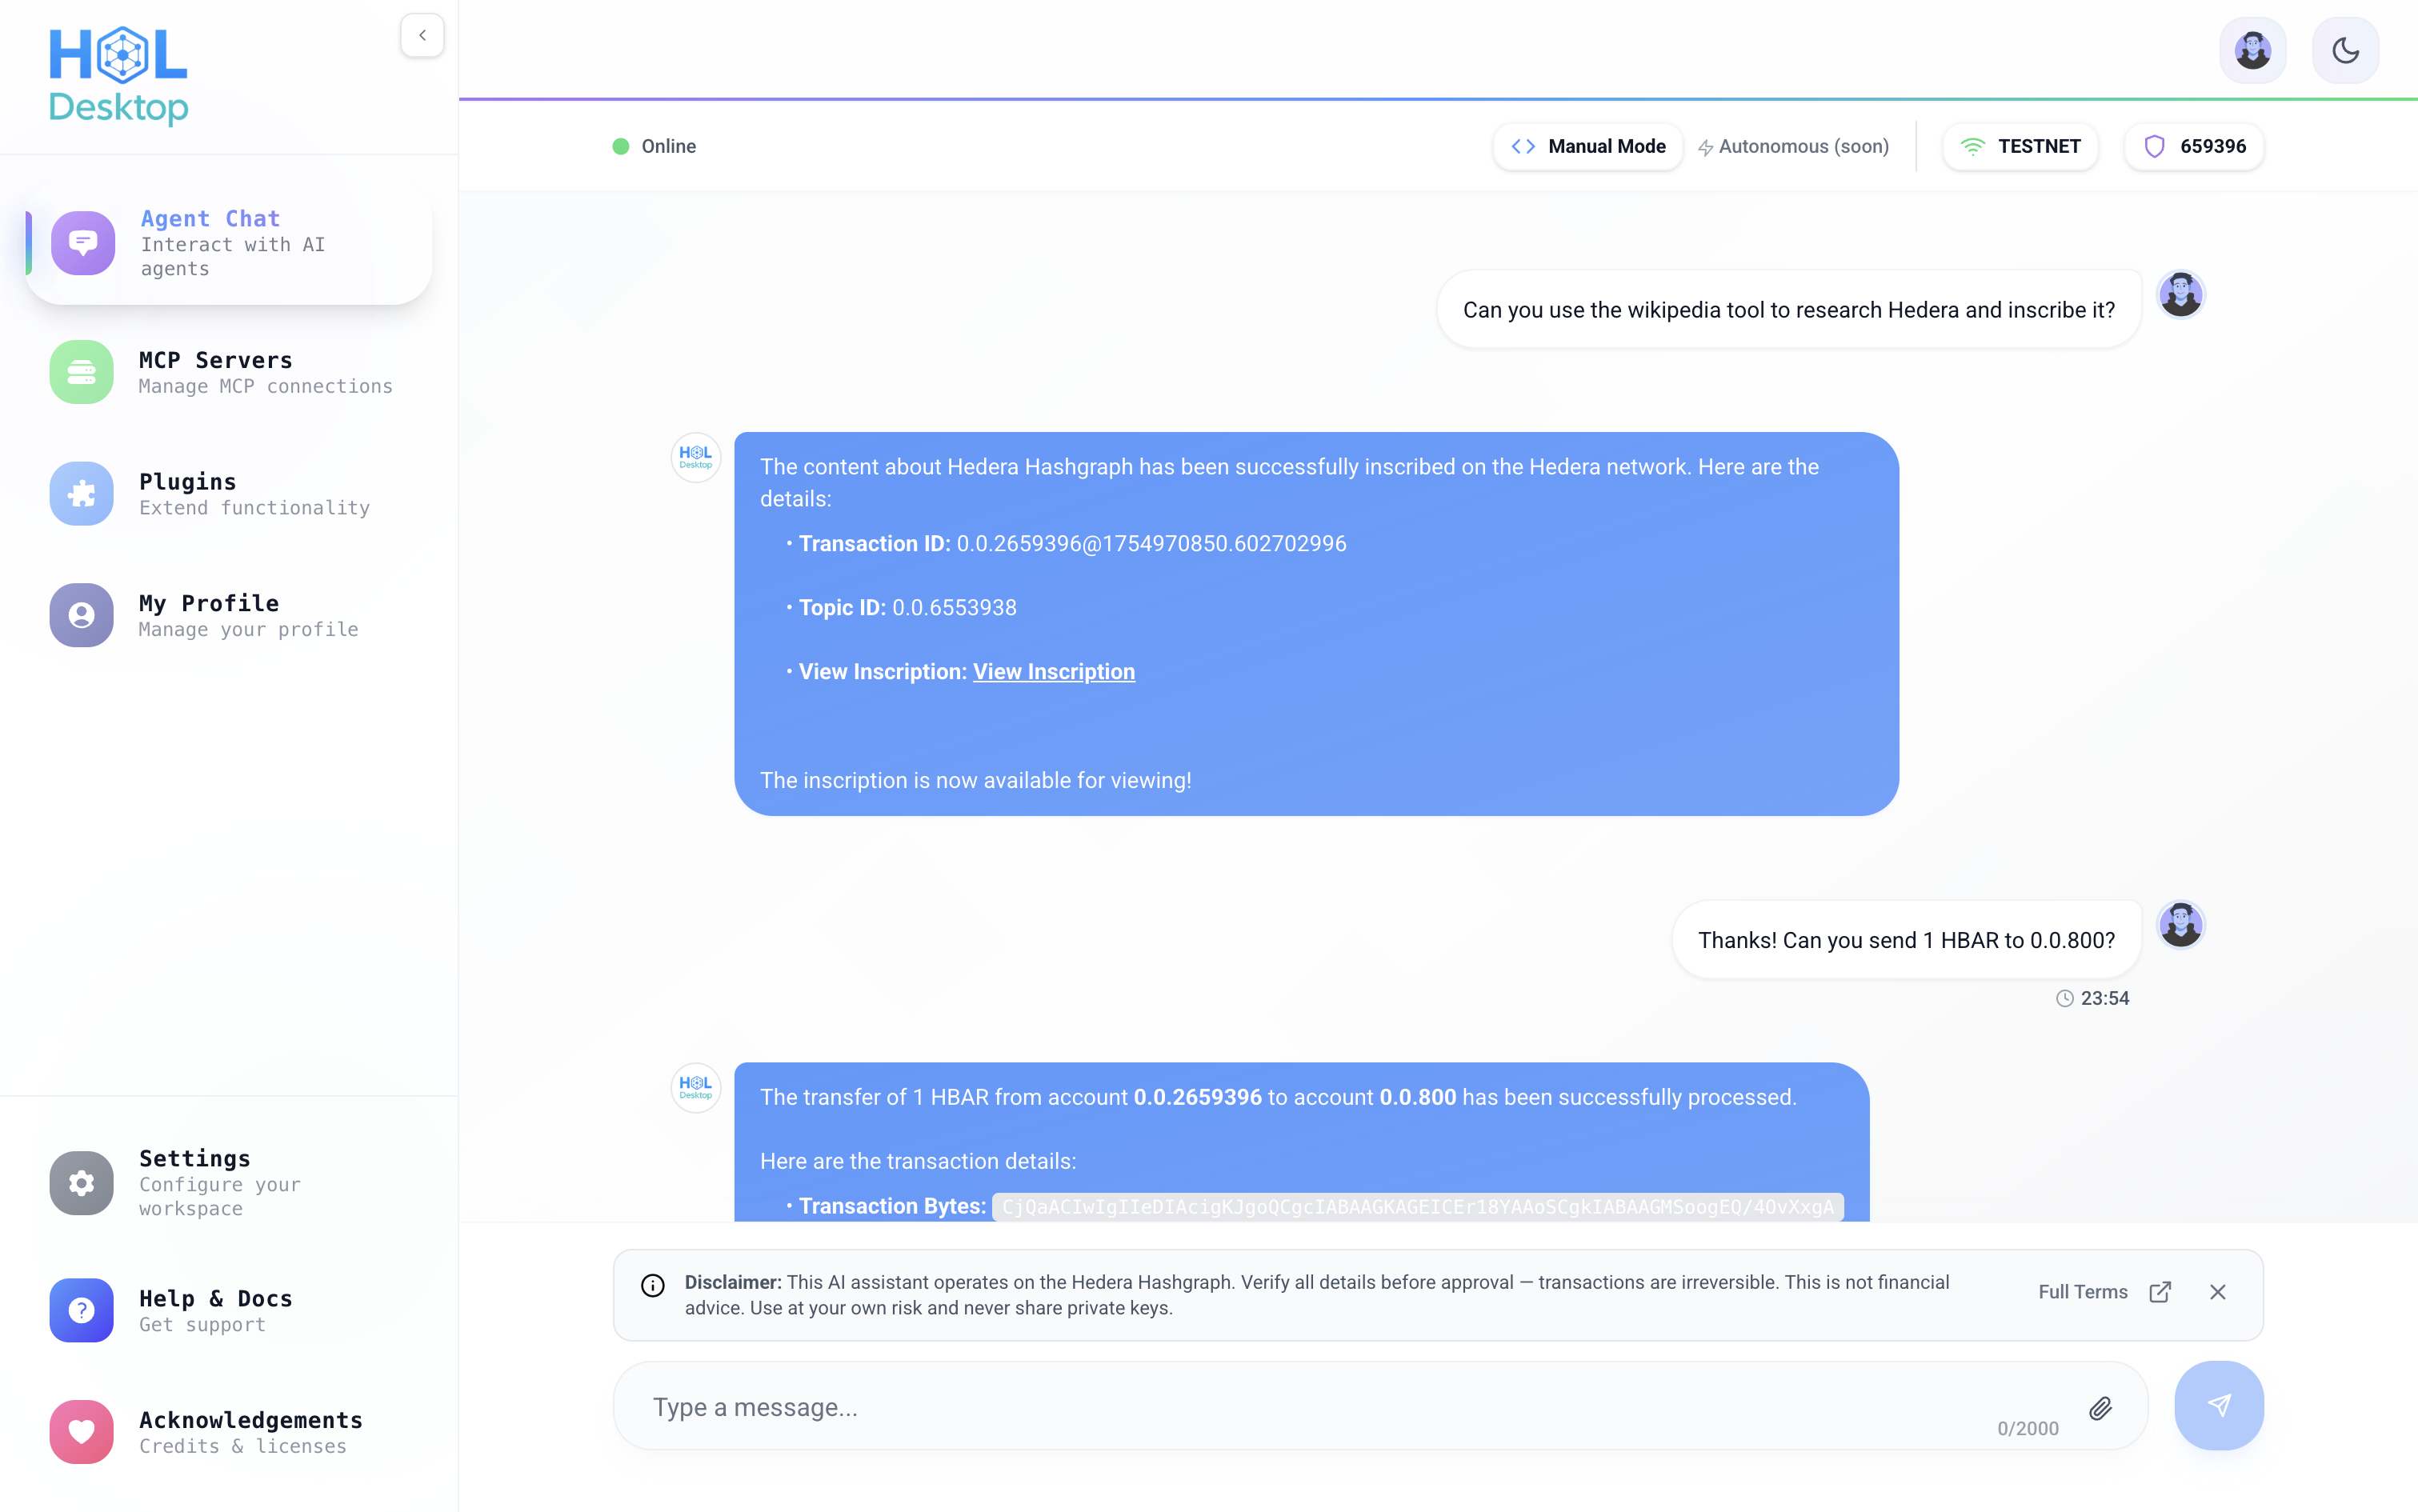 HOL
Desktop
Agent Chat
Interact with AI
agents
MCP Servers
Manage MCP connections
Plugins
Extend functionality
My Profile
Manage your profile
Settings
Configure your
workspace
Help & Docs
Get support
Acknowledgements
Credits & licenses
Online
Manual Mode
Autonomous (soon)
TESTNET
659396
Can you use the wikipedia tool to research Hedera and inscribe it?
HOL
Desktop
The content about Hedera Hashgraph has been successfully inscribed on the Hedera network. Here are the
details:
• Transaction ID: 0.0.2659396@1754970850.602702996
• Topic ID: 0.0.6553938
• View Inscription: View Inscription
The inscription is now available for viewing!
Thanks! Can you send 1 HBAR to 0.0.800?
23:54
HOL
Desktop
The transfer of 1 HBAR from account 0.0.2659396 to account 0.0.800 has been successfully processed.
Here are the transaction details:
• Transaction Bytes: CjQaACIwIgIIeDIAcigKJgoQCgcIABAAGKAGEICEr18YAAoSCgkIABAAGMSoogEQ/4OvXxgA
Disclaimer: This AI assistant operates on the Hedera Hashgraph. Verify all details before approval — transactions are irreversible. This is not financial
advice. Use at your own risk and never share private keys.
Full Terms
Type a message...
0/2000